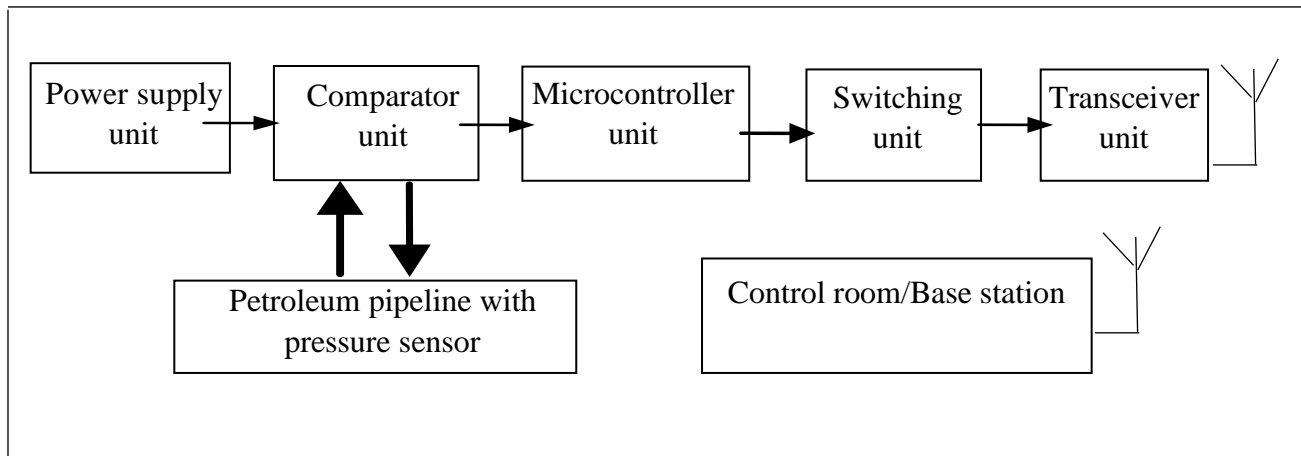 Power supply
unit
Comparator
unit
Microcontroller
unit
Switching
unit
Transceiver
unit
Petroleum pipeline with
pressure sensor
Control room/Base station